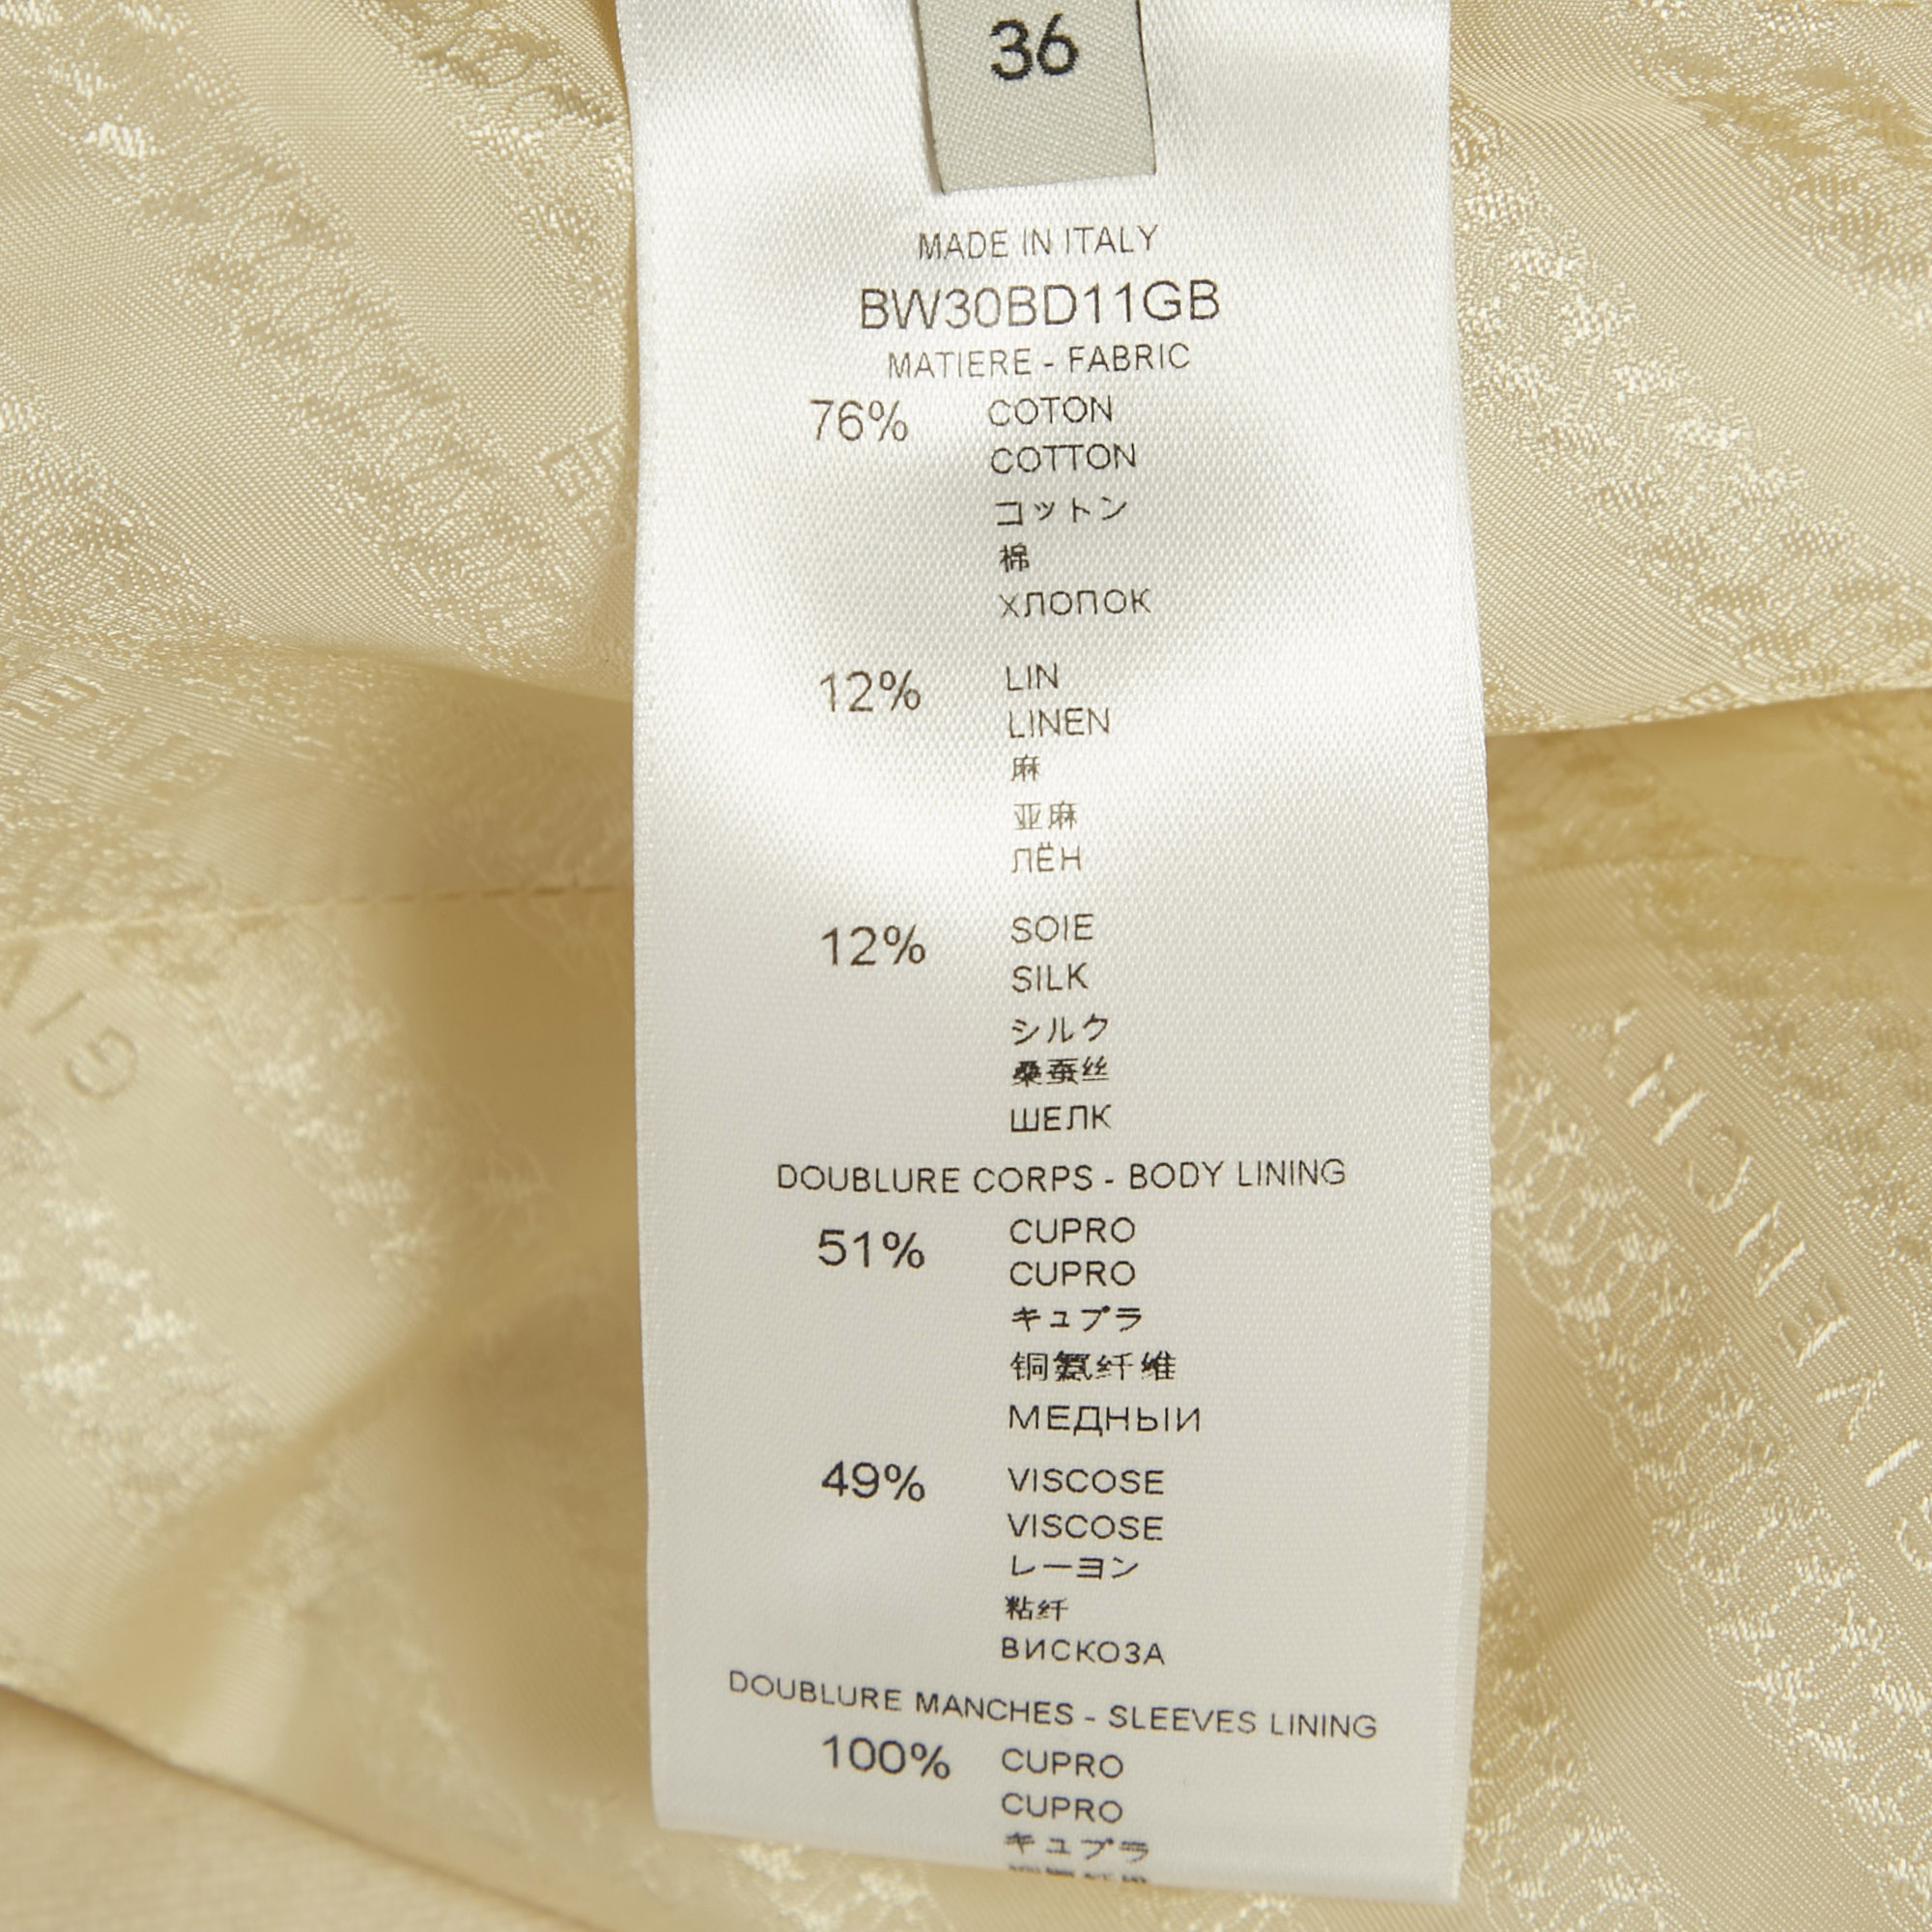 36
MADE IN ITALY
BW30BD11GB
MATIERE - FABRIC
76% COTON
COTTON
コットン
棉
ХЛОПОК
12% LIN
LINEN
麻
亚麻
ЛЁН
12% SOIE
SILK
シルク
桑蚕丝
ШЕЛК
DOUBLURE CORPS - BODY LINING
51% CUPRO
CUPRO
キュプラ
铜氨纤维
МЕДНЫЙ
49% VISCOSE
VISCOSE
レーヨン
粘纤
ВИСКОЗА
DOUBLURE MANCHES - SLEEVES LINING
100% CUPRO
CUPRO
キュプラ